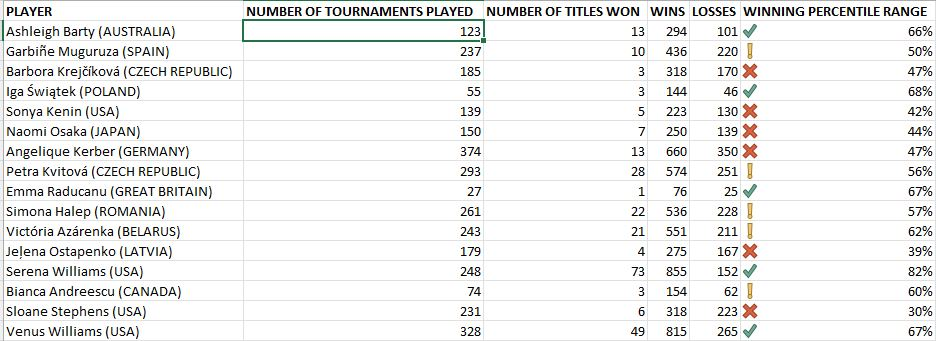 PLAYER NUMBER OF TOURNAMENTS PLAYED NUMBER OF TITLES WON WINS LOSSES WINNING PERCENTILE RANGE
Ashleigh Barty (AUSTRALIA) 123 13 294 101 66%
Garbiñe Muguruza (SPAIN) 237 10 436 220 50%
Barbora Krejčíková (CZECH REPUBLIC) 185 3 318 170 47%
Iga Świątek (POLAND) 55 3 144 46 68%
Sonya Kenin (USA) 139 5 223 130 42%
Naomi Osaka (JAPAN) 150 7 250 139 44%
Angelique Kerber (GERMANY) 374 13 660 350 47%
Petra Kvitová (CZECH REPUBLIC) 293 28 574 251 56%
Emma Raducanu (GREAT BRITAIN) 27 1 76 25 67%
Simona Halep (ROMANIA) 261 22 536 228 57%
Victória Azárenka (BELARUS) 243 21 551 211 62%
Jeļena Ostapenko (LATVIA) 179 4 275 167 39%
Serena Williams (USA) 248 73 855 152 82%
Bianca Andreescu (CANADA) 74 3 154 62 60%
Sloane Stephens (USA) 231 6 318 223 30%
Venus Williams (USA) 328 49 815 265 67%